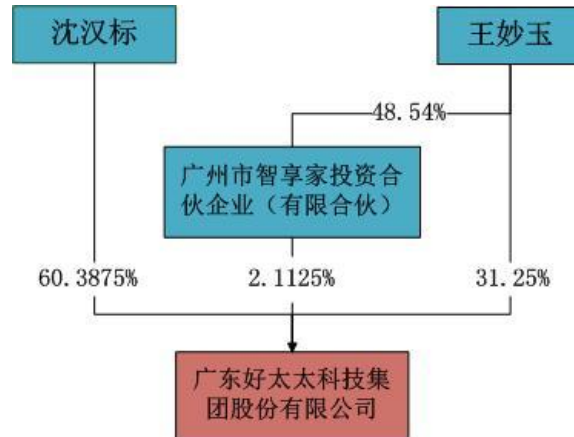 沈汉标
王妙玉
48.54%
广州市智享家投资合
伙企业（有限合伙）
60.3875%
2.1125%
31.25%
广东好太太科技集
团股份有限公司